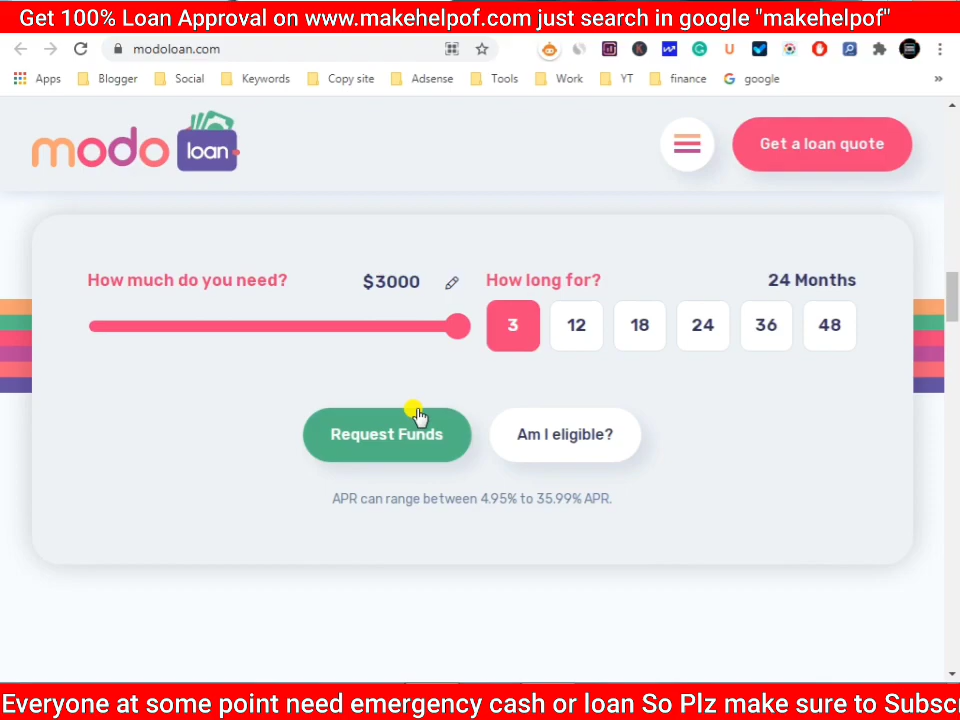 Get 100% Loan Approval on www.makehelpof.com just search in google "makehelpof"
modoloan.com
Apps Blogger Social Keywords Copy site Adsense Tools Work YT finance google »
modo loan
Get a loan quote
How much do you need? $3000 How long for? 24 Months
3 12 18 24 36 48
Request Funds Am I eligible?
APR can range between 4.95% to 35.99% APR.
Everyone at some point need emergency cash or loan So Plz make sure to Subsc